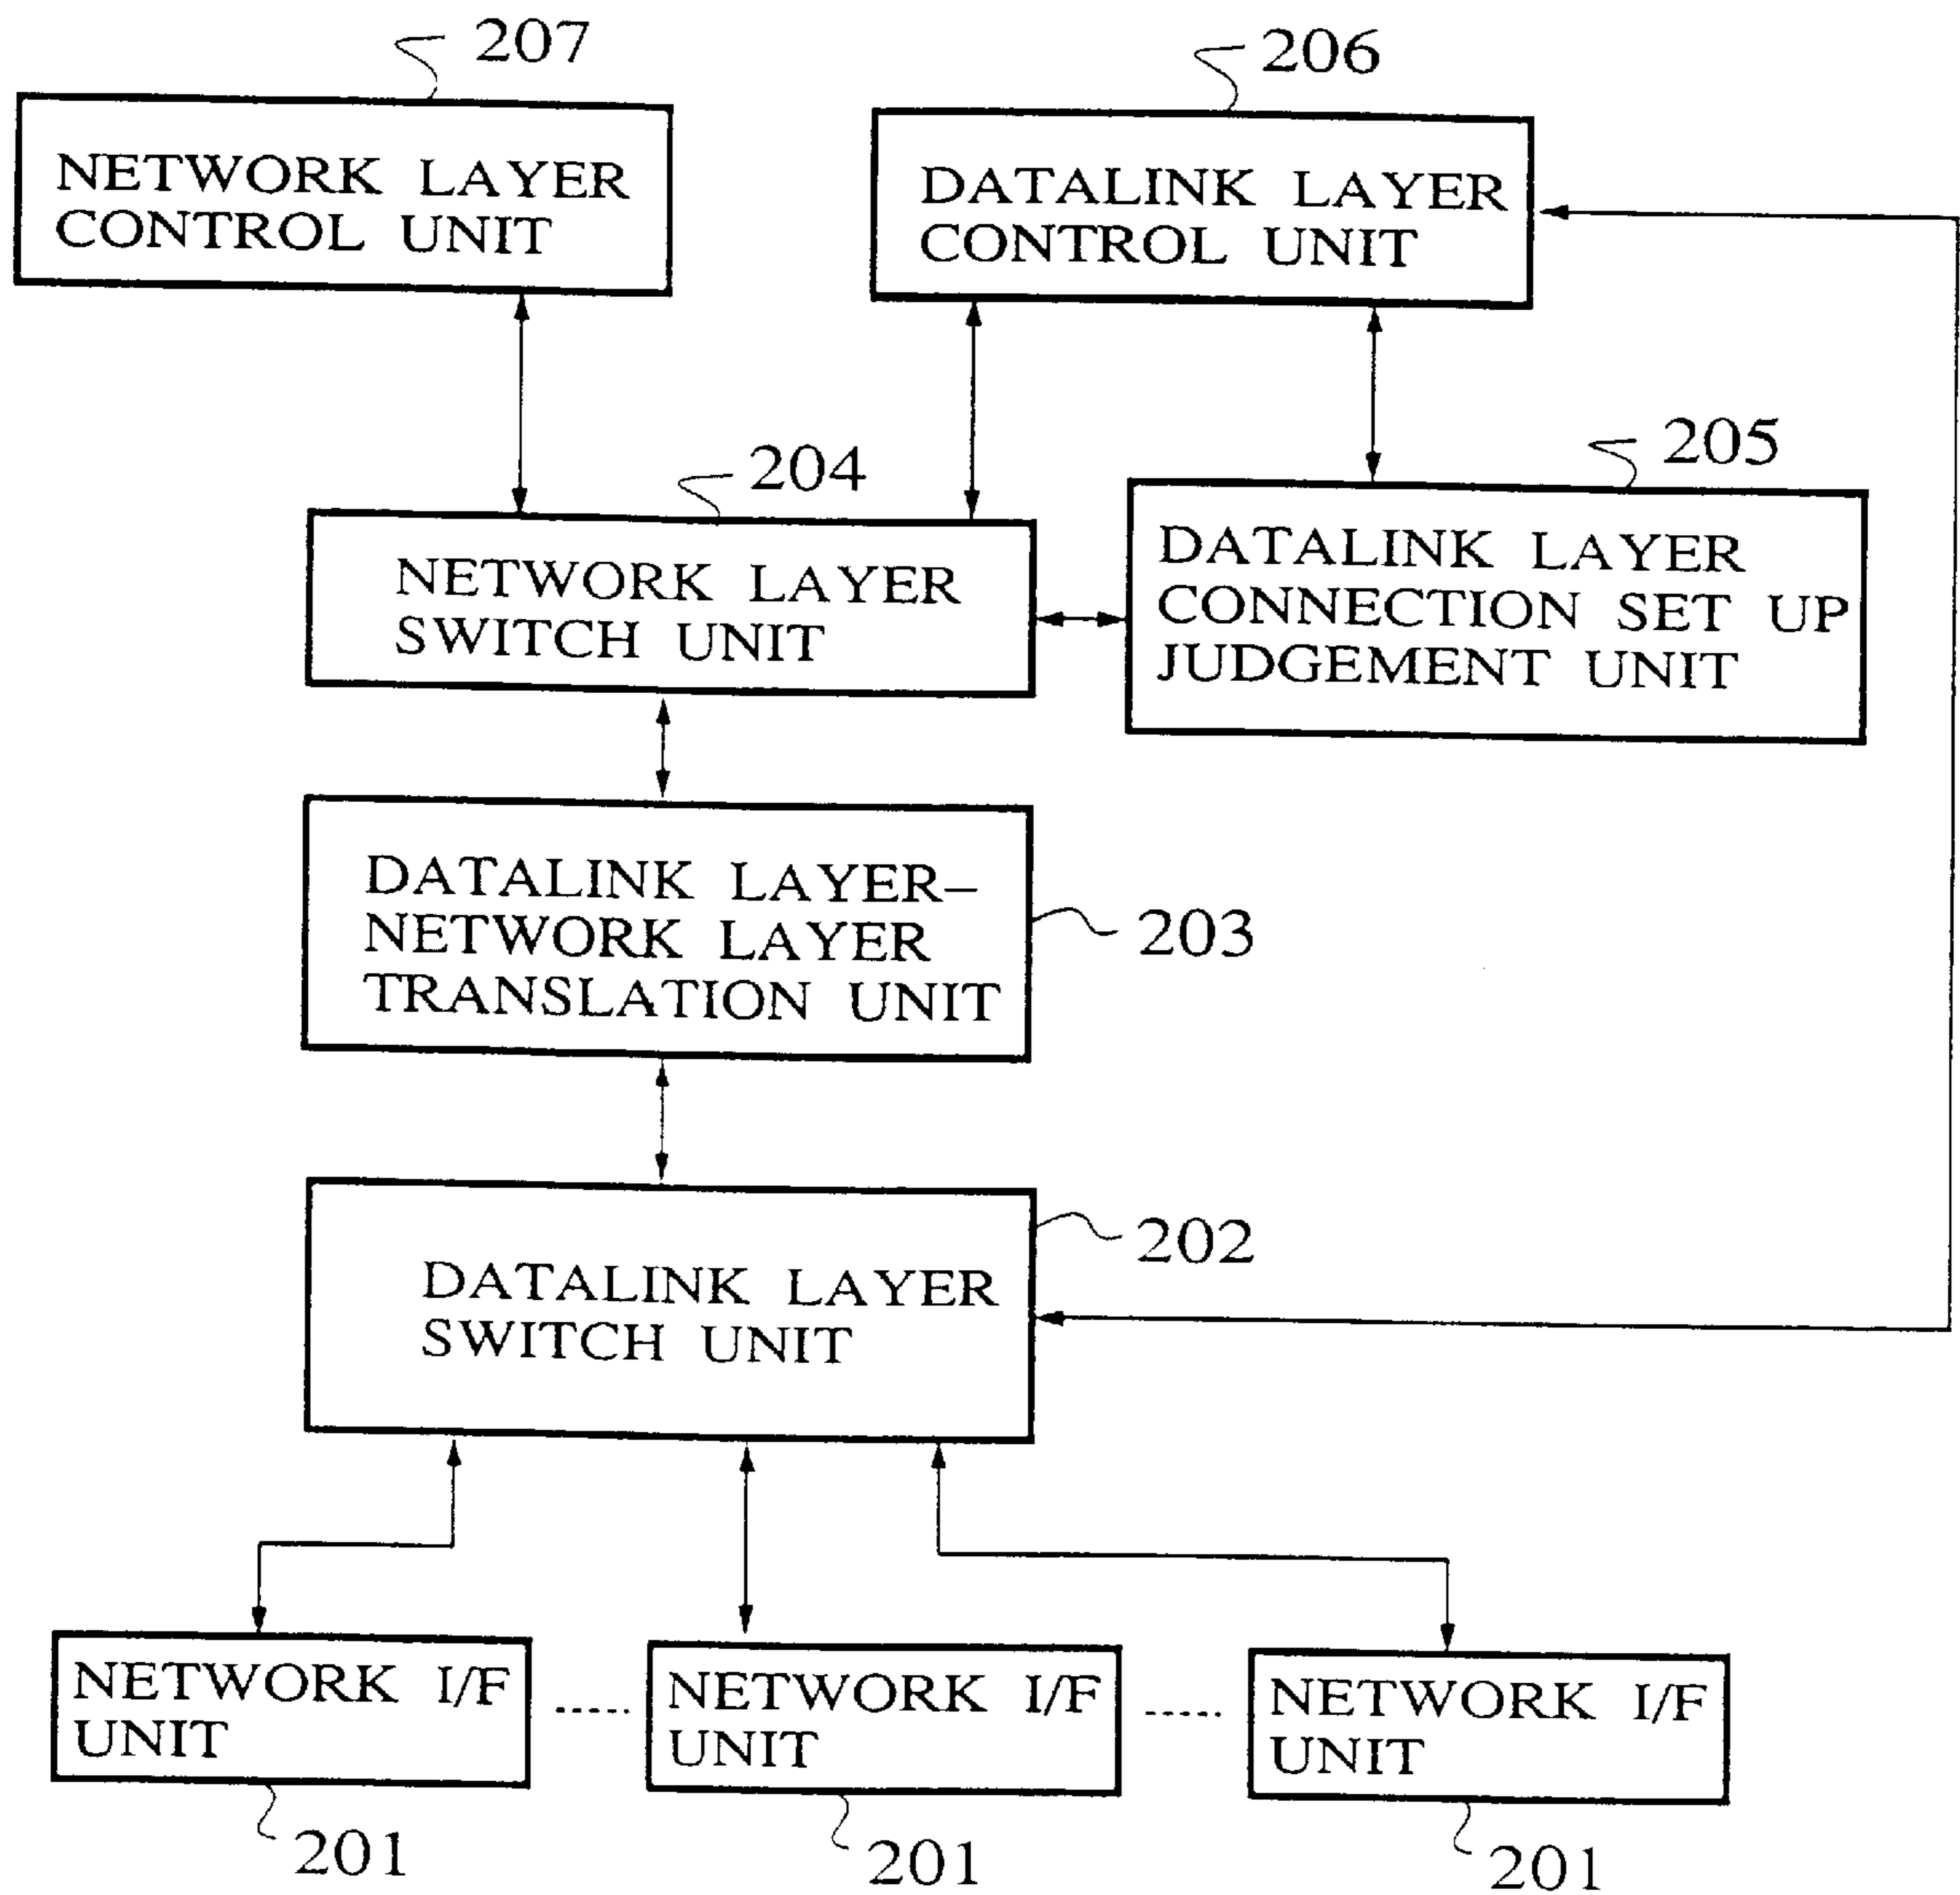 207
206
NETWORK LAYER
CONTROL UNIT
DATALINK LAYER
CONTROL UNIT
204
205
NETWORK LAYER
SWITCH UNIT
DATALINK LAYER
CONNECTION SET UP
JUDGEMENT UNIT
DATALINK LAYER–
NETWORK LAYER
TRANSLATION UNIT
203
202
DATALINK LAYER
SWITCH UNIT
NETWORK I/F
UNIT
NETWORK I/F
UNIT
NETWORK I/F
UNIT
201
201
201